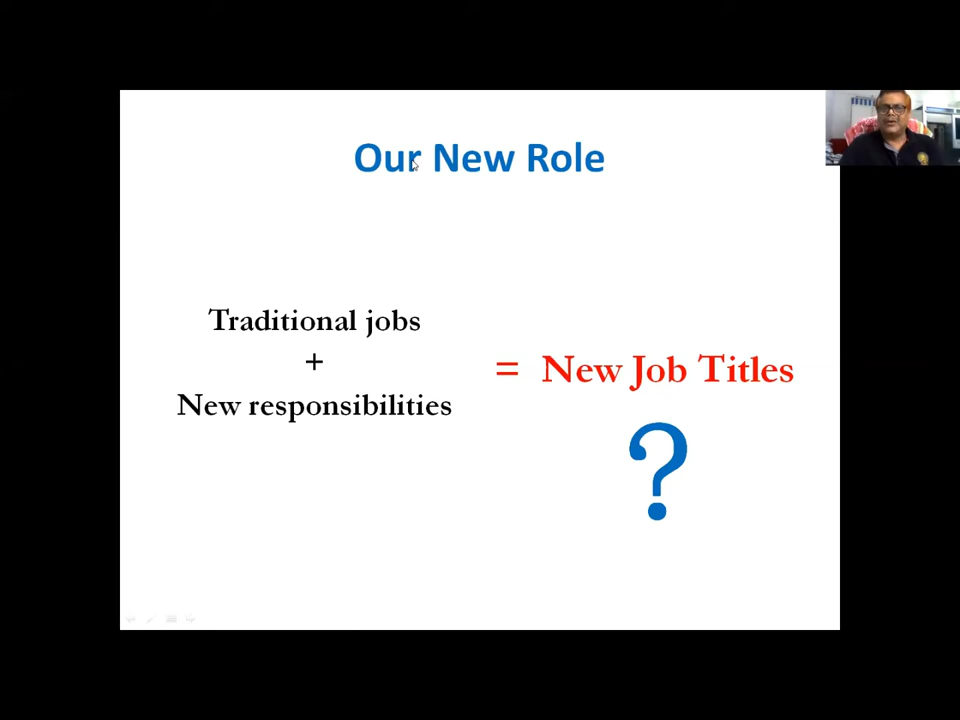 Our New Role
Traditional jobs
+
New responsibilities
= New Job Titles
?